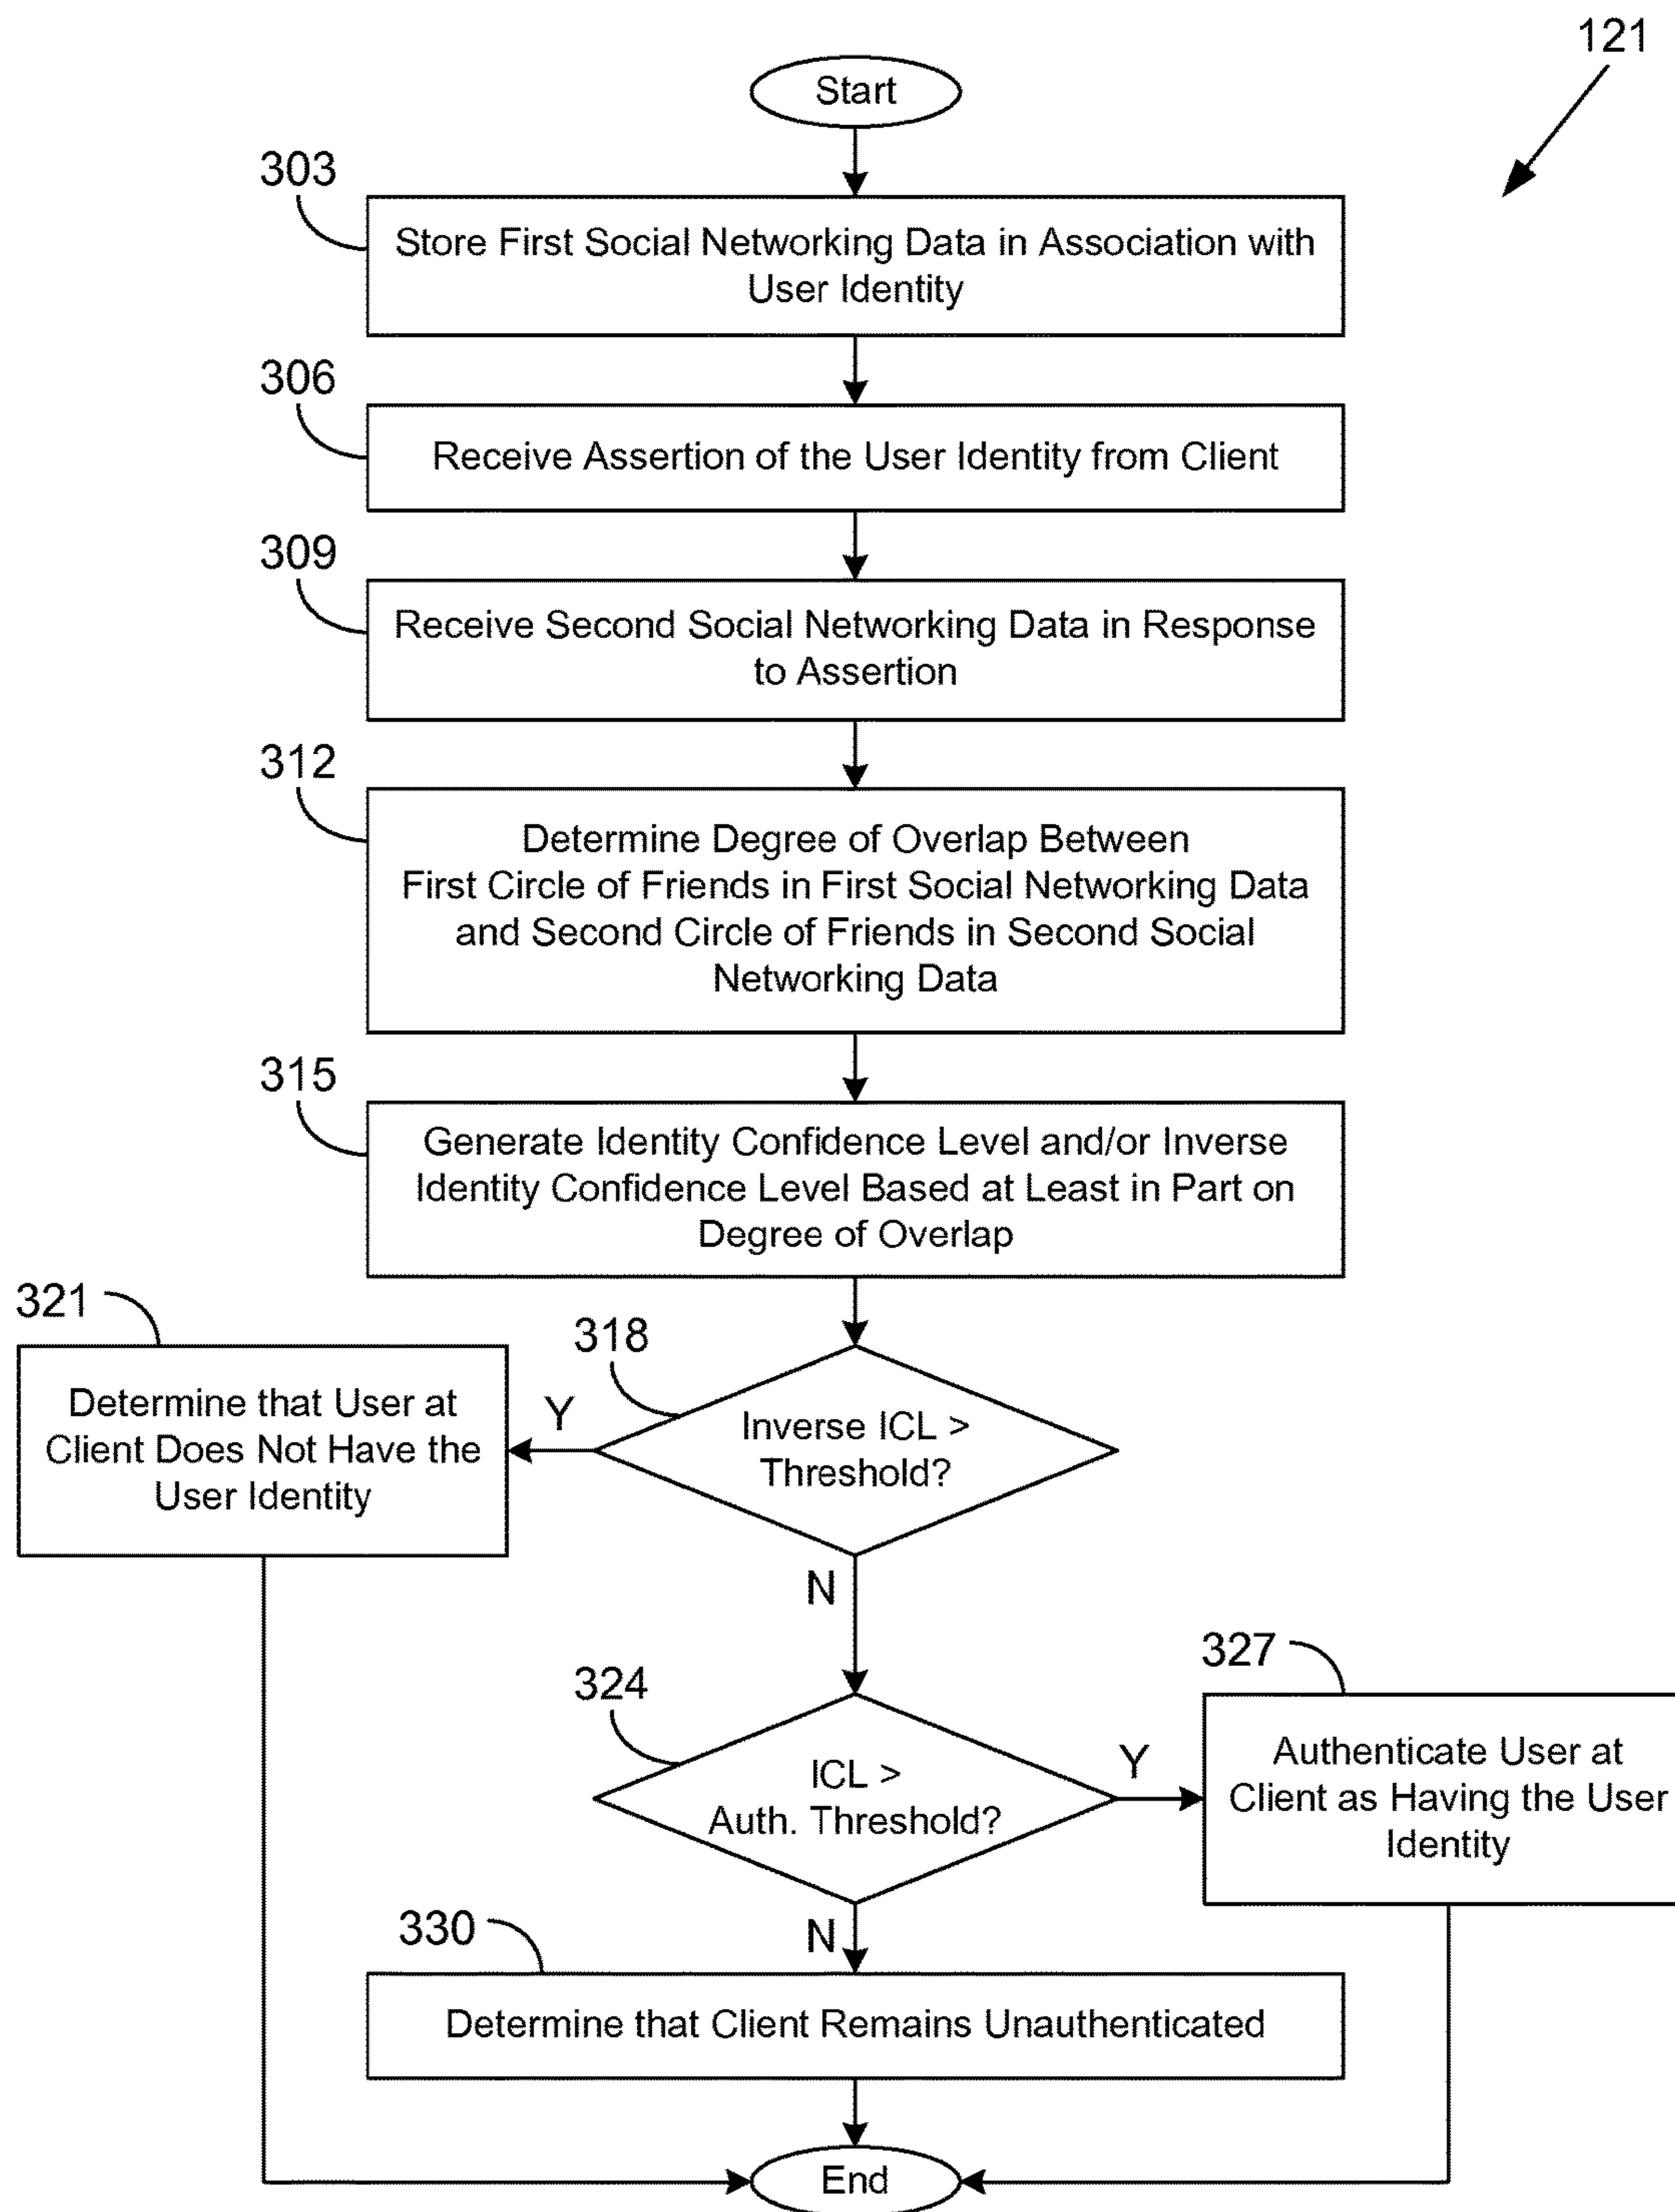 121
Start
303
Store First Social Networking Data in Association with
User Identity
306
Receive Assertion of the User Identity from Client
309
Receive Second Social Networking Data in Response
to Assertion
312
Determine Degree of Overlap Between
First Circle of Friends in First Social Networking Data
and Second Circle of Friends in Second Social
Networking Data
315
Generate Identity Confidence Level and/or Inverse
Identity Confidence Level Based at Least in Part on
Degree of Overlap
321
318
Determine that User at
Client Does Not Have the
User Identity
Y
Inverse ICL >
Threshold?
N
327
324
ICL >
Auth. Threshold?
Y
Authenticate User at
Client as Having the User
Identity
330
N
Determine that Client Remains Unauthenticated
End